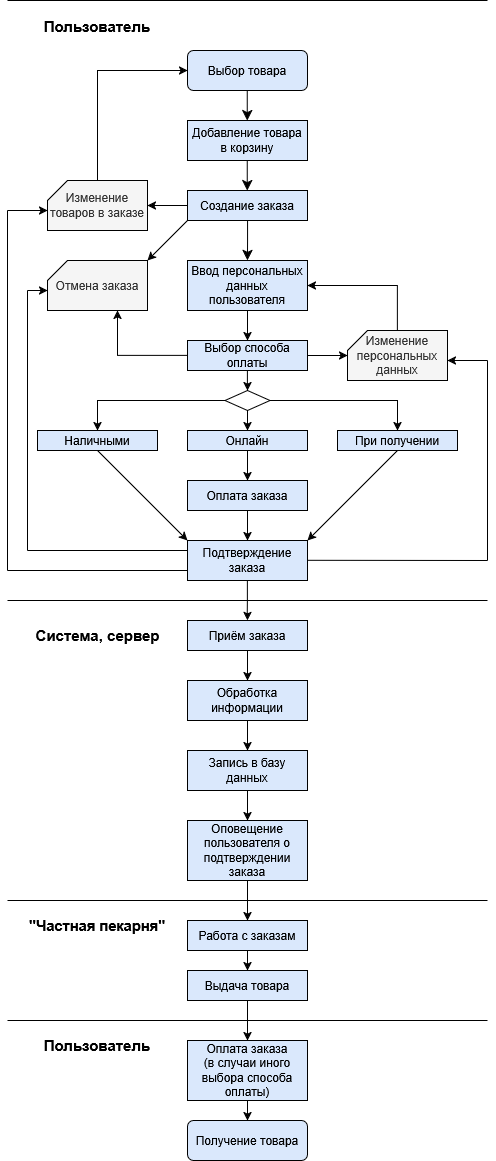 Пользователь
Выбор товара
Добавление товара
в корзину
Изменение
товаров в заказе
Создание заказа
Отмена заказа
Ввод персональных
данных
пользователя
Выбор способа
оплаты
Изменение
персональных
данных
Наличными
Онлайн
При получении
Оплата заказа
Подтверждение
заказа
Система, сервер
Приём заказа
Обработка
информации
Запись в базу
данных
Оповещение
пользователя о
подтверждении
заказа
"Частная пекарня"
Работа с заказам
Выдача товара
Пользователь
Оплата заказа
(в случаи иного
выбора способа
оплаты)
Получение товара